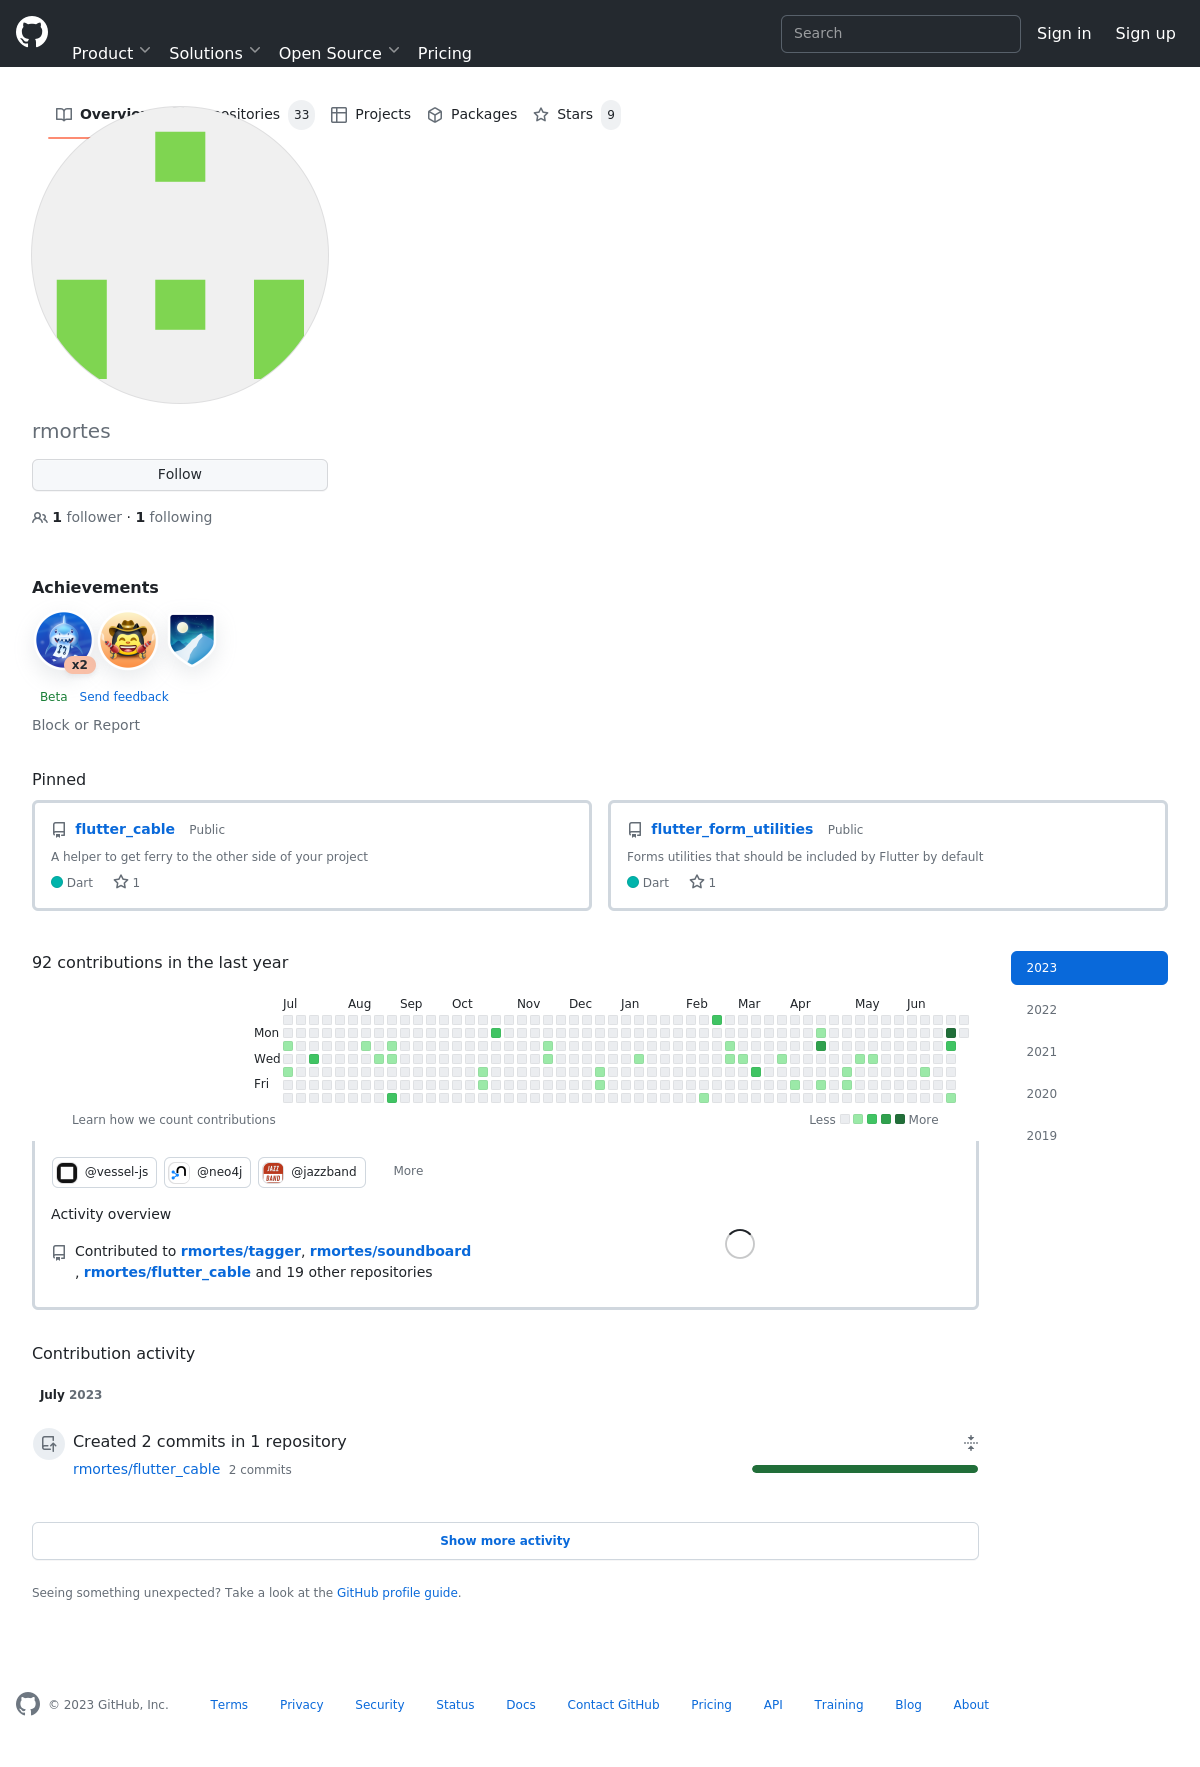 Product Solutions Open Source Pricing Search Sign in Sign up
Projects Packages Stars 9
33
rmortes
Follow
1 follower · 1 following
Achievements
x2
Beta Send feedback
Block or Report
Pinned
flutter_cable Public
A helper to get ferry to the other side of your project
Dart 1
flutter_form_utilities Public
Forms utilities that should be included by Flutter by default
Dart 1
92 contributions in the last year
2023
2022
2021
2020
2019
Jul Aug Sep Oct Nov Dec Jan Feb Mar Apr May Jun
Mon
Wed
Fri
Learn how we count contributions
Less More
@vessel-js @neo4j @jazzband More
Activity overview
Contributed to rmortes/tagger, rmortes/soundboard
, rmortes/flutter_cable and 19 other repositories
Contribution activity
July 2023
Created 2 commits in 1 repository
rmortes/flutter_cable 2 commits
Show more activity
Seeing something unexpected? Take a look at the GitHub profile guide.
© 2023 GitHub, Inc. Terms Privacy Security Status Docs Contact GitHub Pricing API Training Blog About